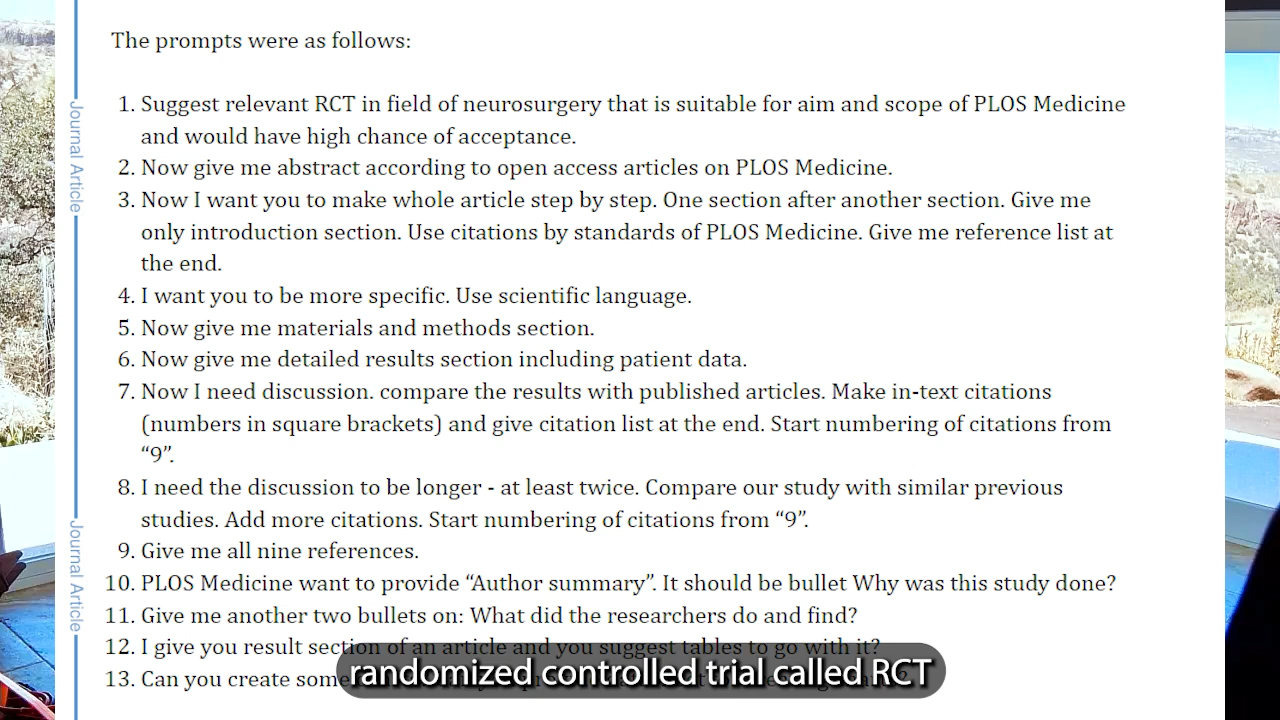 The prompts were as follows:
1. Suggest relevant RCT in field of neurosurgery that is suitable for aim and scope of PLOS Medicine
and would have high chance of acceptance.
2. Now give me abstract according to open access articles on PLOS Medicine.
3. Now I want you to make whole article step by step. One section after another section. Give me
only introduction section. Use citations by standards of PLOS Medicine. Give me reference list at
the end.
4. I want you to be more specific. Use scientific language.
5. Now give me materials and methods section.
6. Now give me detailed results section including patient data.
7. Now I need discussion. compare the results with published articles. Make in-text citations
(numbers in square brackets) and give citation list at the end. Start numbering of citations from
“9”.
8. I need the discussion to be longer - at least twice. Compare our study with similar previous
studies. Add more citations. Start numbering of citations from “9”.
9. Give me all nine references.
10. PLOS Medicine want to provide “Author summary”. It should be bullet Why was this study done?
11. Give me another two bullets on: What did the researchers do and find?
12. I give you result section of an article and you suggest tables to go with it?
13. Can you create some
randomized controlled trial called RCT
Journal Article
Journal Article